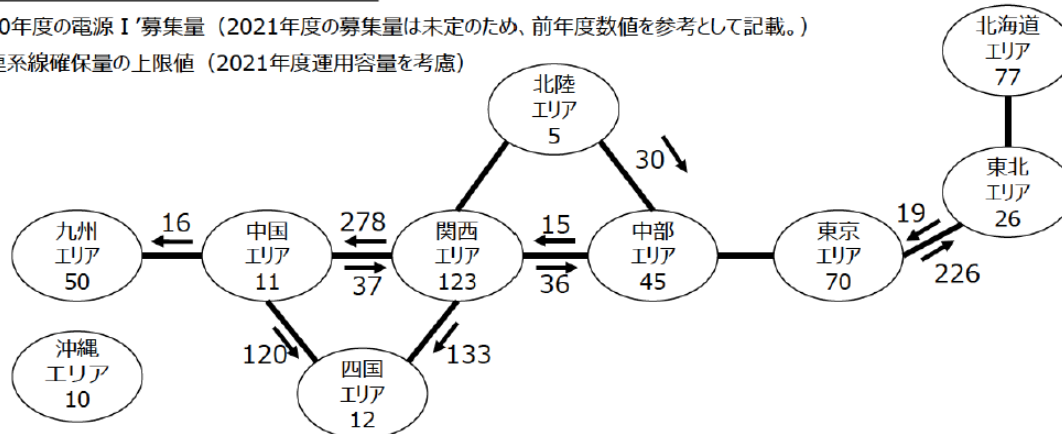 0年度の電源Ⅰ´募集量（2021年度の募集量は未定のため、前年度数値を参考として記載。）
系線確保量の上限値（2021年度運用容量を考慮）
北海道
エリア
77
北陸
エリア
5
30
東北
エリア
26
19
226
九州
エリア
50
16
中国
エリア
11
278
37
関西
エリア
123
15
36
中部
エリア
45
東京
エリア
70
120
133
四国
エリア
12
沖縄
エリア
10